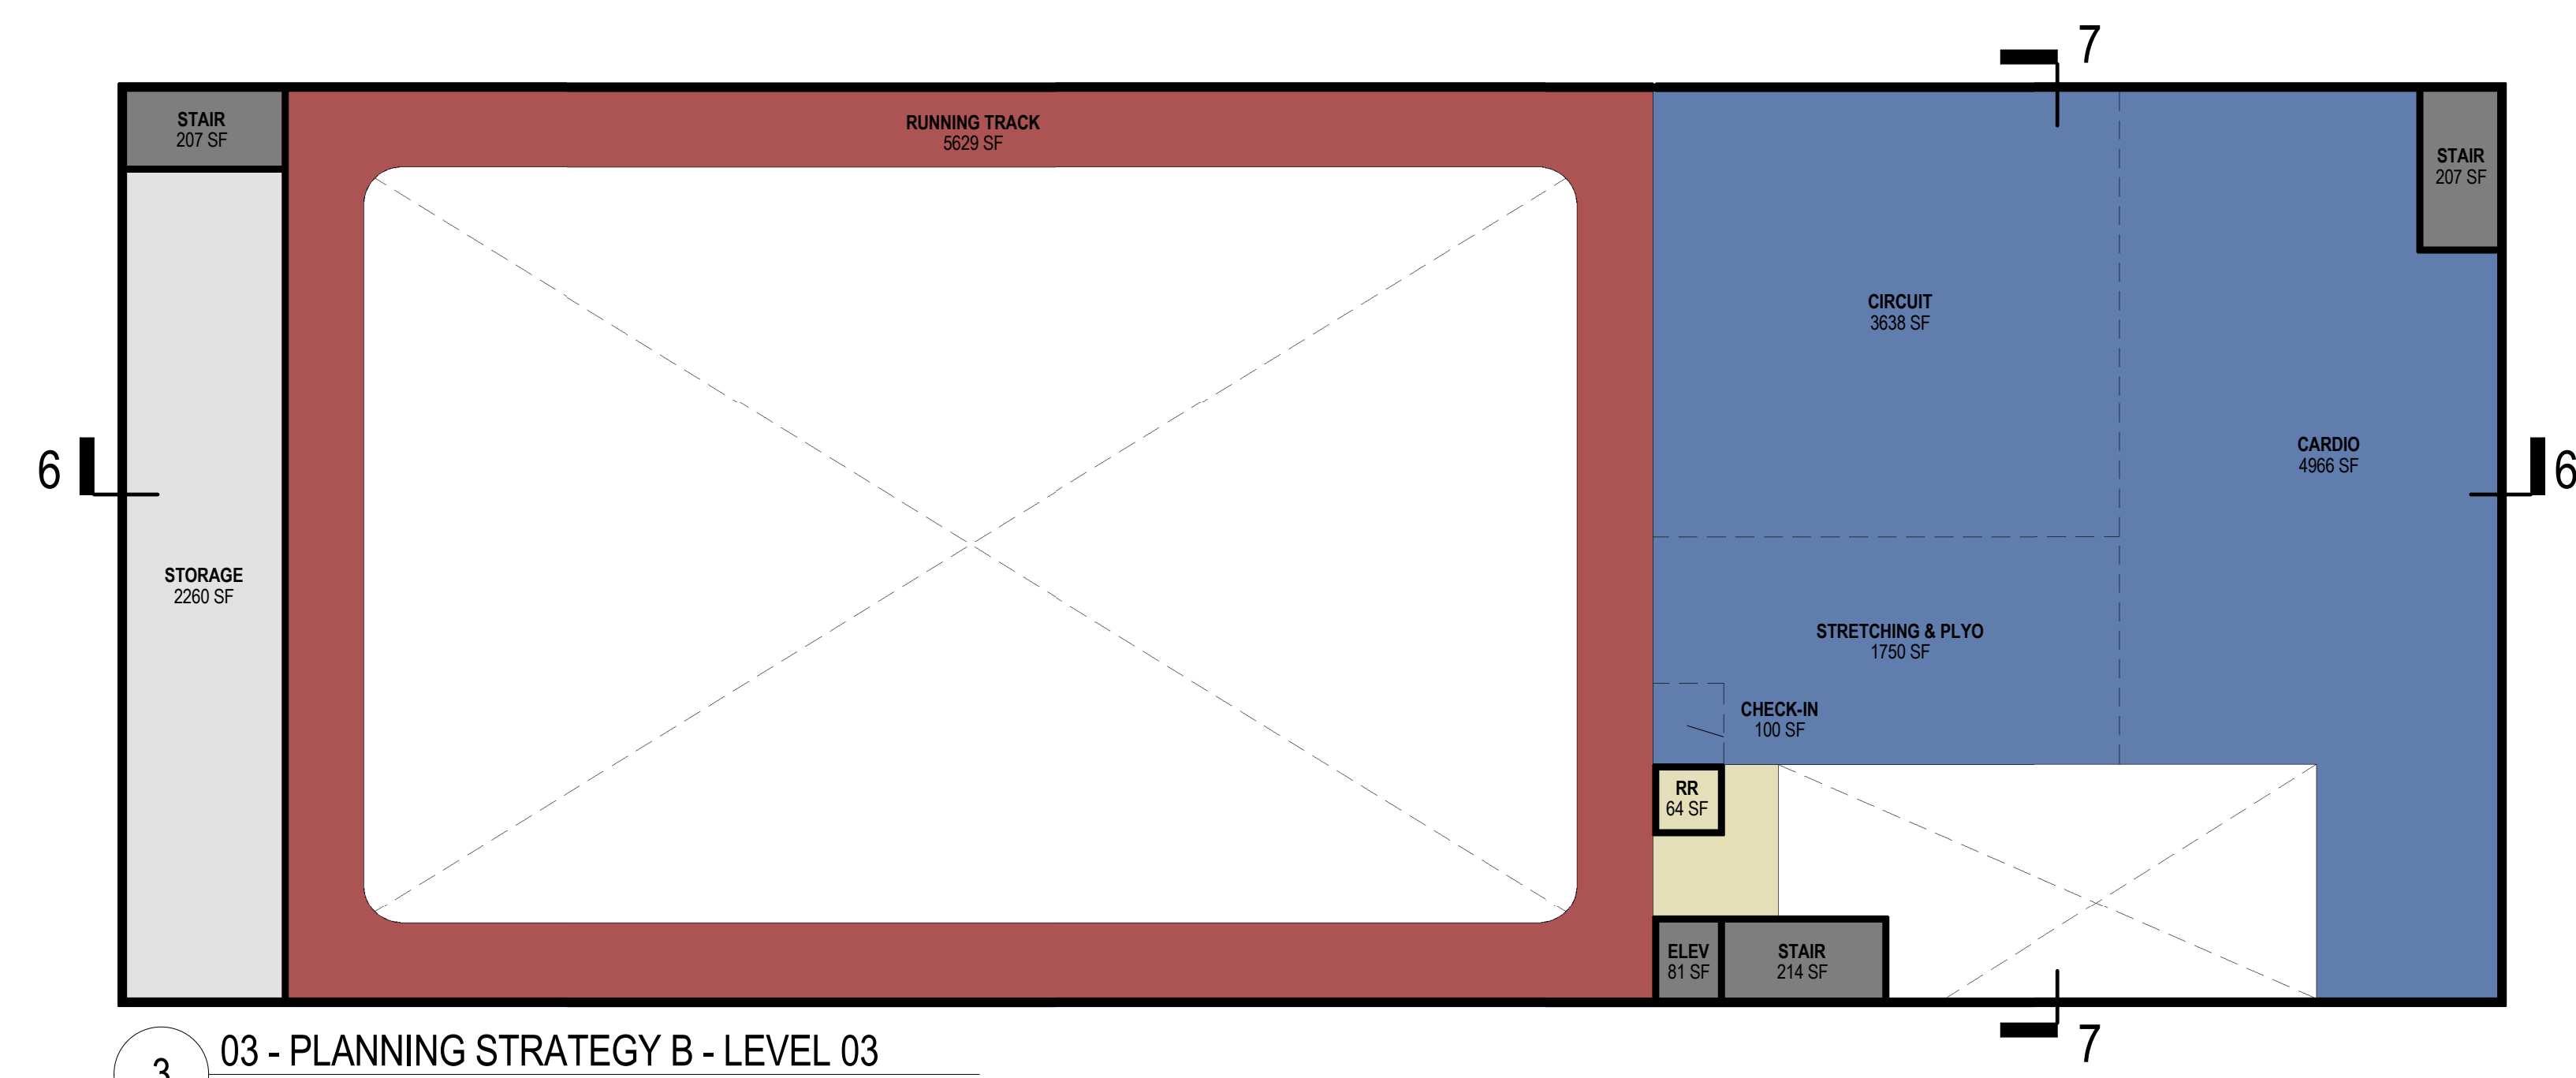 7
STAIR
207 SF
RUNNING TRACK
5629 SF
STAIR
207 SF
CIRCUIT
3638 SF
CARDIO
4966 SF
6
6
STORAGE
2260 SF
STRETCHING & PLYO
1750 SF
CHECK-IN
100 SF
RR
64 SF
ELEV
81 SF
STAIR
214 SF
7
3
03 - PLANNING STRATEGY B - LEVEL 03